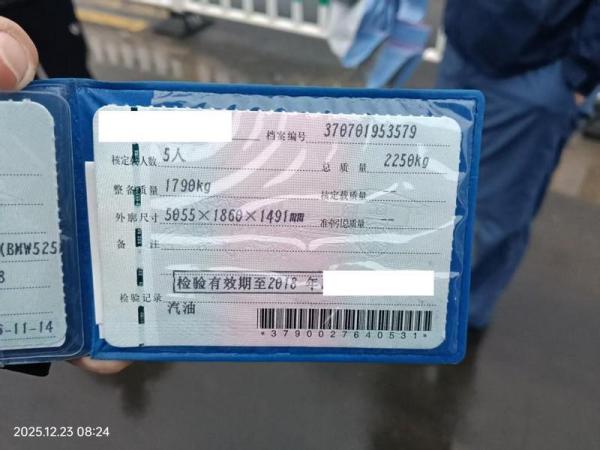 档案编号 370701953579
核定载人数 5人 总质量 2250kg
整备质量 1790kg 核定载质量 --
外廓尺寸 5055×1860×1491mm 准牵引总质量 --
备注
检验记录 检验有效期至2018年
汽油
*3790027640531*
(BMW525
8
6-11-14
2025.12.23 08:24